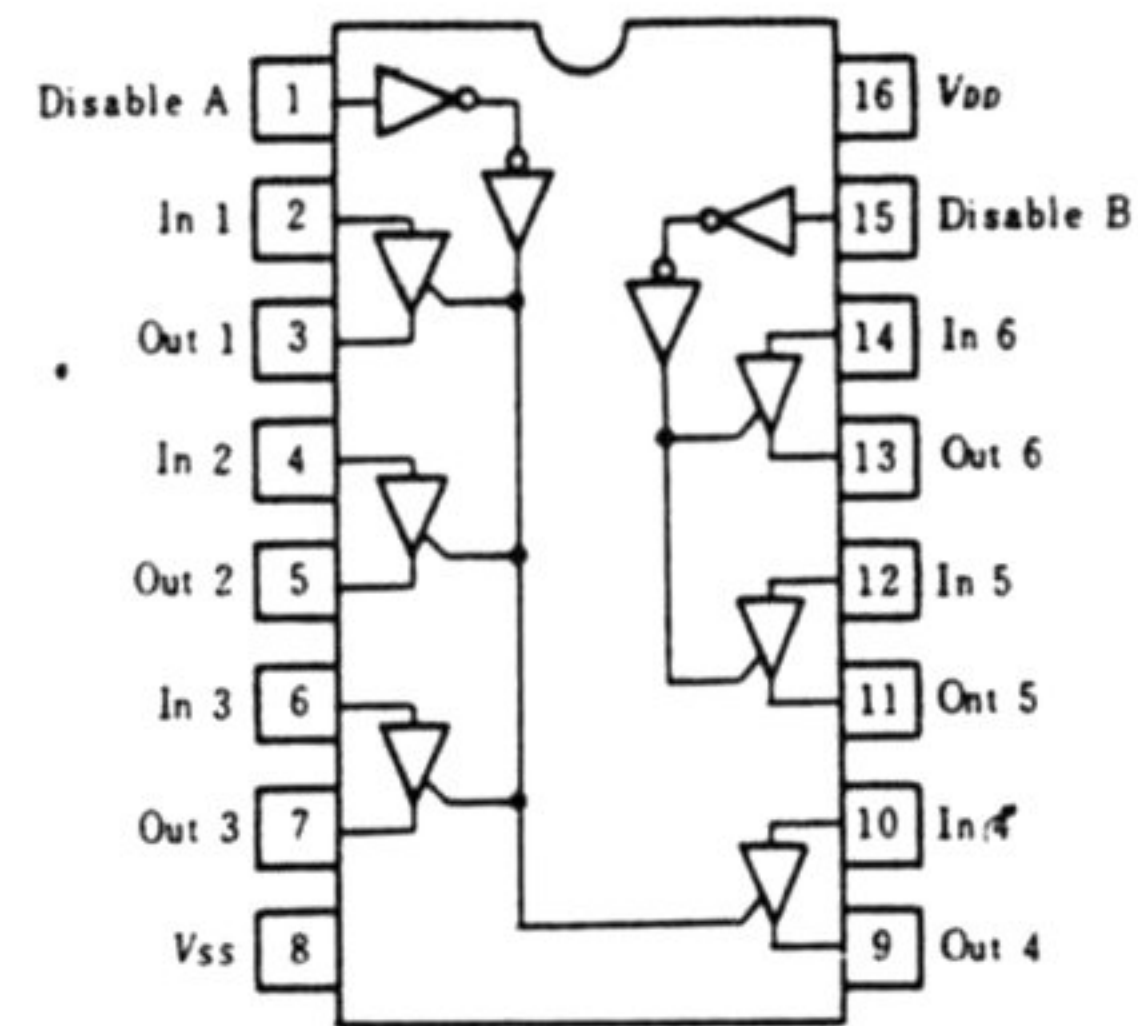 Disable A 1
In 1 2
Out 1 3
In 2 4
Out 2 5
In 3 6
Out 3 7
Vss 8
16 VDD
15 Disable B
14 In 6
13 Out 6
12 In 5
11 Ont 5
10 In 4
9 Out 4